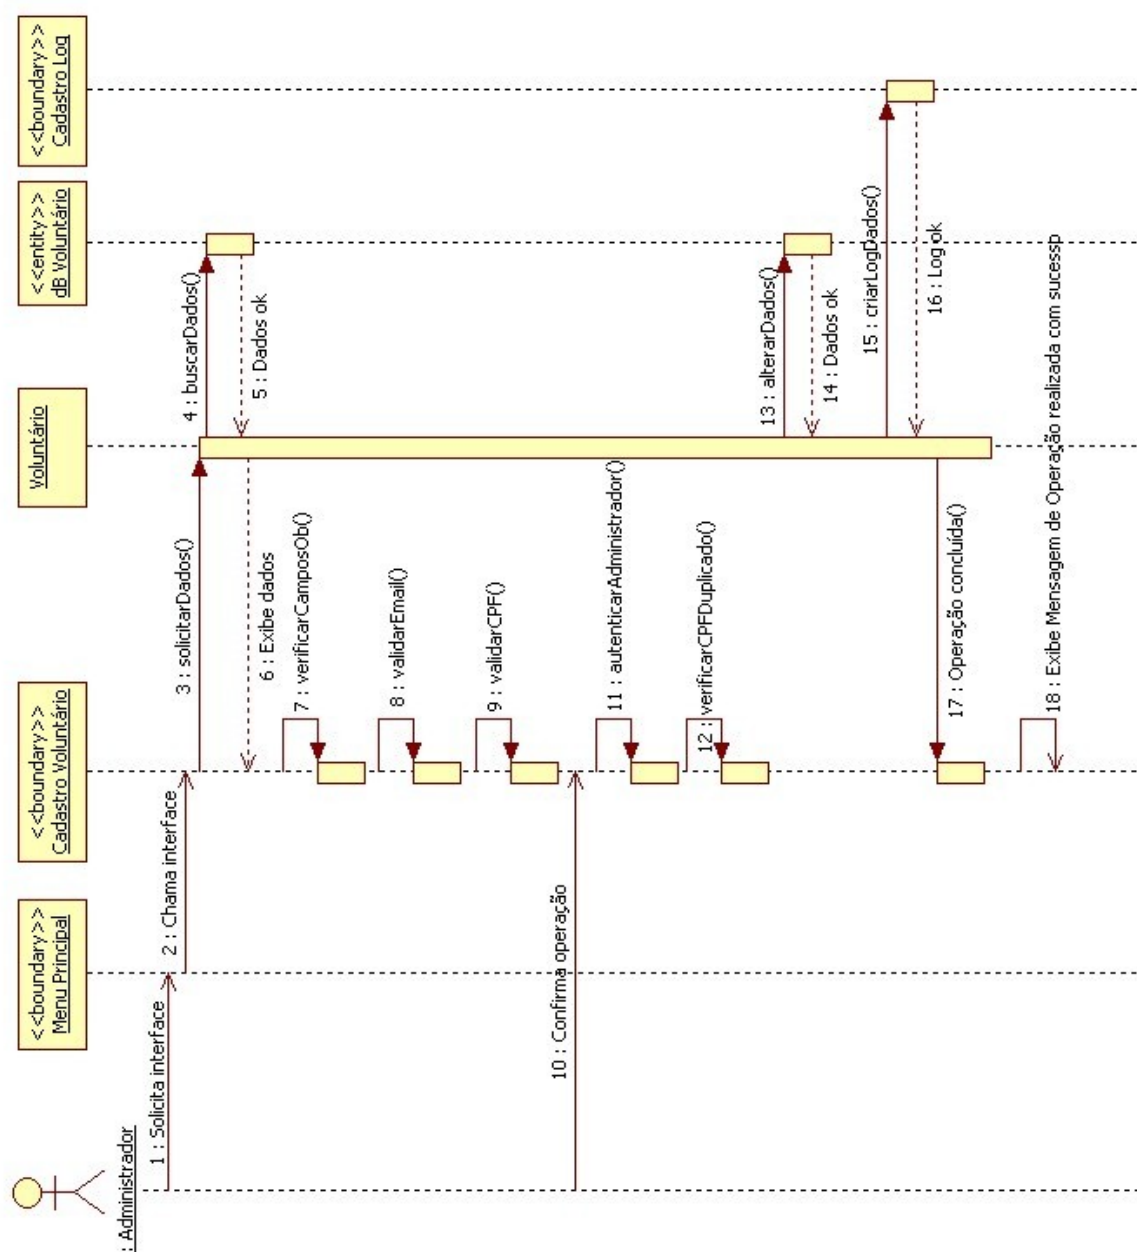 : Administrador
<<boundary>>
Menu Principal
<<boundary>>
Cadastro Voluntário
Voluntário
<<entity>>
dB Voluntário
<<boundary>>
Cadastro Log
1 : Solicita interface
2 : Chama interface
3 : solicitarDados()
4 : buscarDados()
5 : Dados ok
6 : Exibe dados
7 : verificarCamposOb()
8 : validarEmail()
9 : validarCPF()
10 : Confirma operação
11 : autenticarAdministrador()
12 : verificarCPFDuplicado()
13 : alterarDados()
14 : Dados ok
15 : criarLogDados()
16 : Log ok
17 : Operação concluída()
18 : Exibe Mensagem de Operação realizada com sucessp